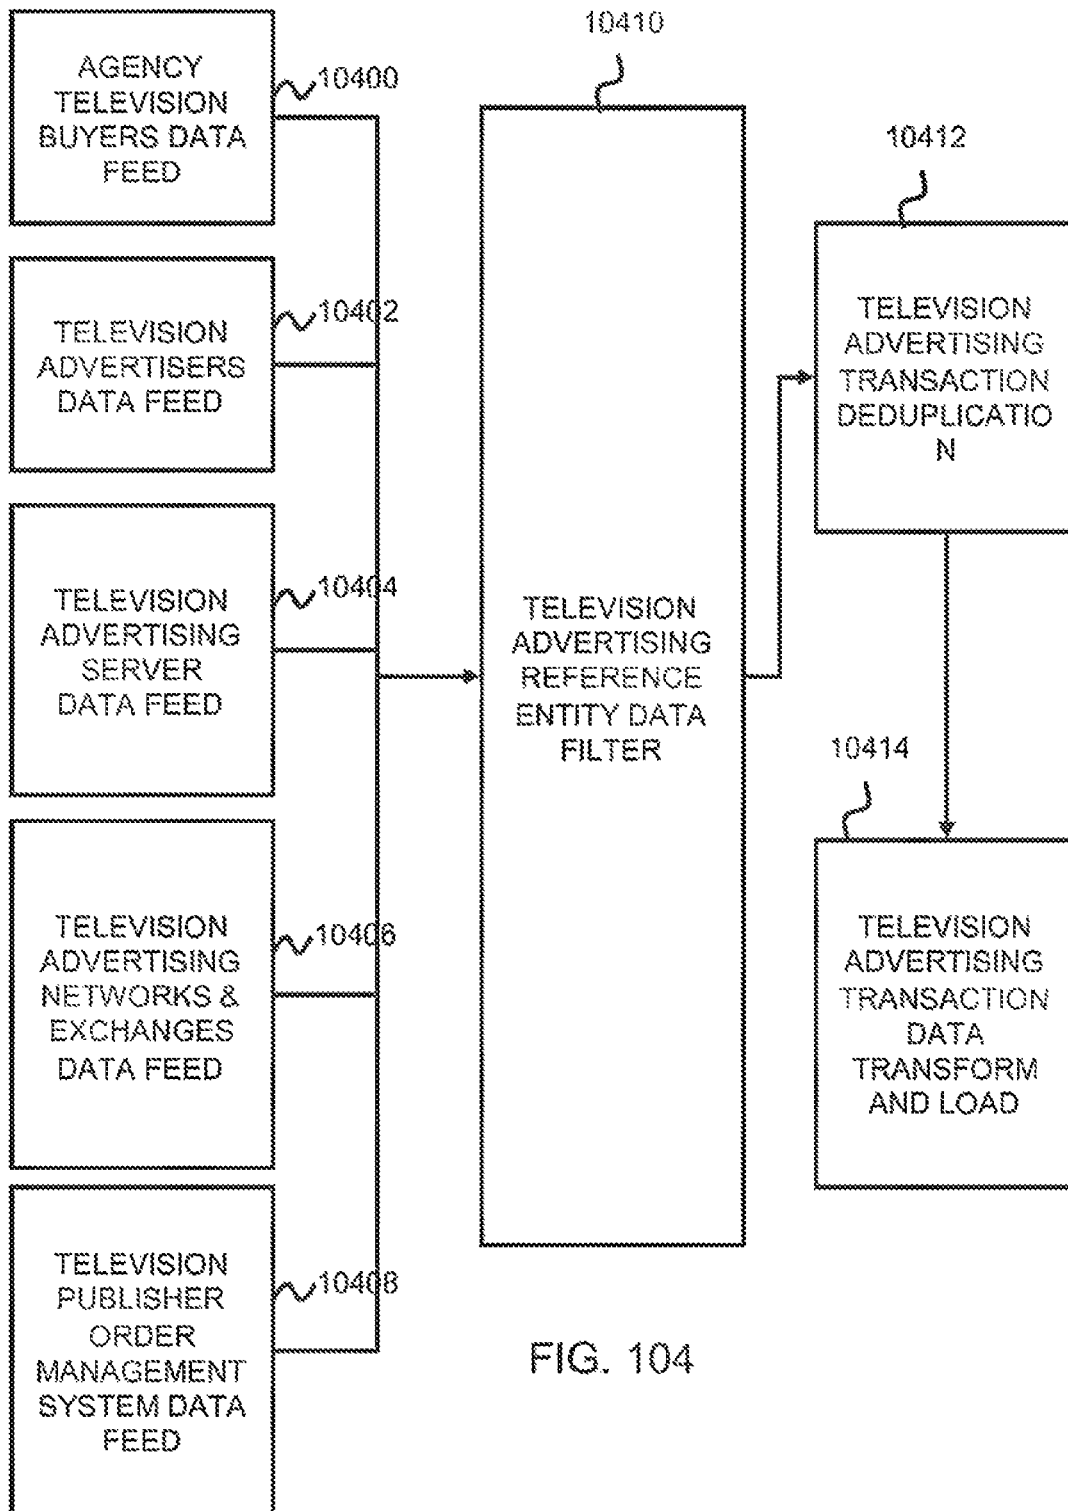 AGENCY
TELEVISION
BUYERS DATA
FEED
10400
TELEVISION
ADVERTISERS
DATA FEED
10402
TELEVISION
ADVERTISING
SERVER
DATA FEED
10404
TELEVISION
ADVERTISING
NETWORKS &
EXCHANGES
DATA FEED
10406
TELEVISION
PUBLISHER
ORDER
MANAGEMENT
SYSTEM DATA
FEED
10408
10410
TELEVISION
ADVERTISING
REFERENCE
ENTITY DATA
FILTER
10412
TELEVISION
ADVERTISING
TRANSACTION
DEDUPLICATIO
N
10414
TELEVISION
ADVERTISING
TRANSACTION
DATA
TRANSFORM
AND LOAD
FIG. 104